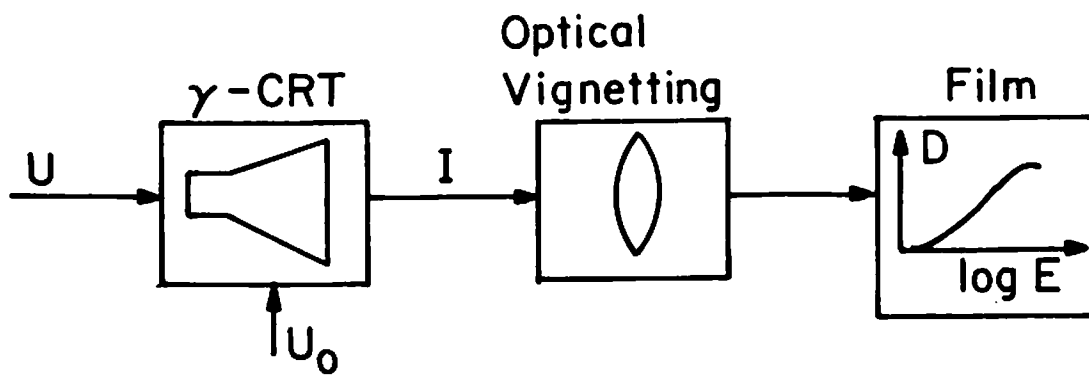 Optical
Vignetting
γ-CRT
Film
U
I
D
log E
U₀